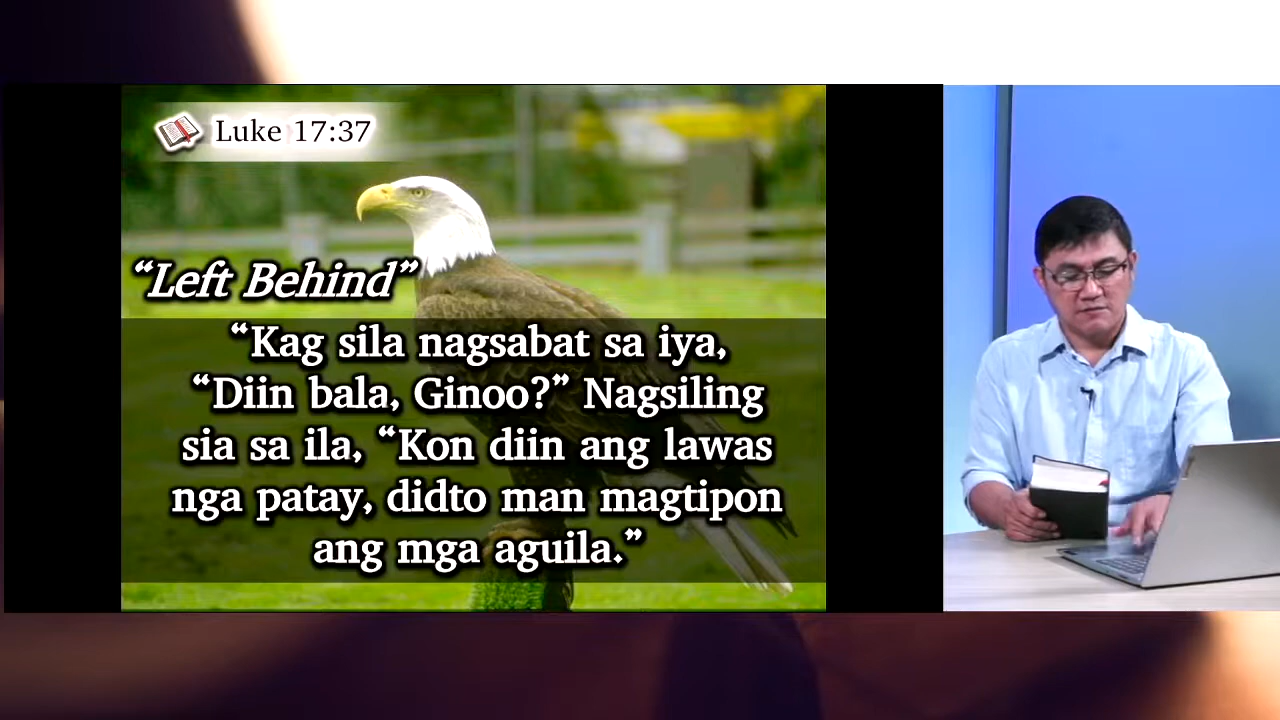 Luke 17:37
“Left Behind”
“Kag sila nagsabat sa iya,
“Diin bala, Ginoo?” Nagsiling
sia sa ila, “Kon diin ang lawas
nga patay, didto man magtipon
ang mga aguila.”